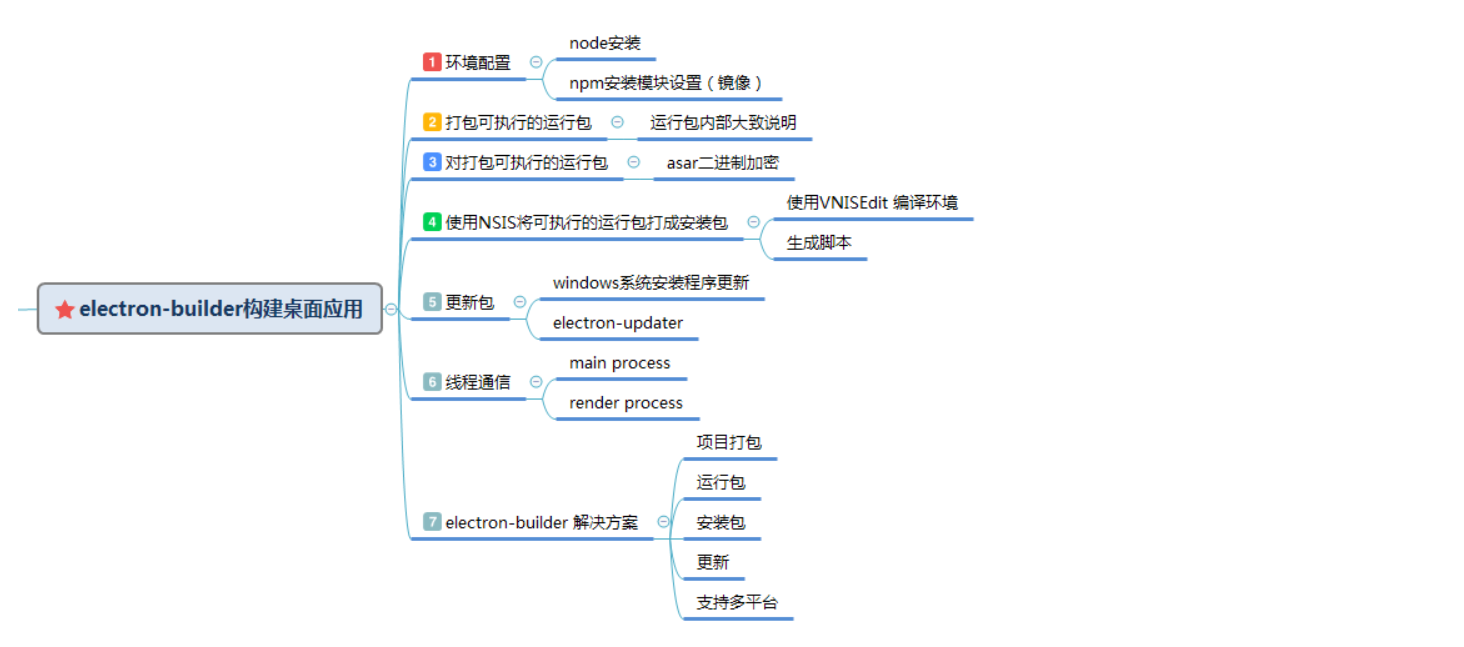 electron-builder构建桌面应用
1 环境配置
node安装
npm安装模块设置（镜像）
2 打包可执行的运行包
运行包内部大致说明
3 对打包可执行的运行包
asar二进制加密
4 使用NSIS将可执行的运行包打成安装包
使用VNISEdit 编译环境
生成脚本
5 更新包
windows系统安装程序更新
electron-updater
6 线程通信
main process
render process
7 electron-builder 解决方案
项目打包
运行包
安装包
更新
支持多平台